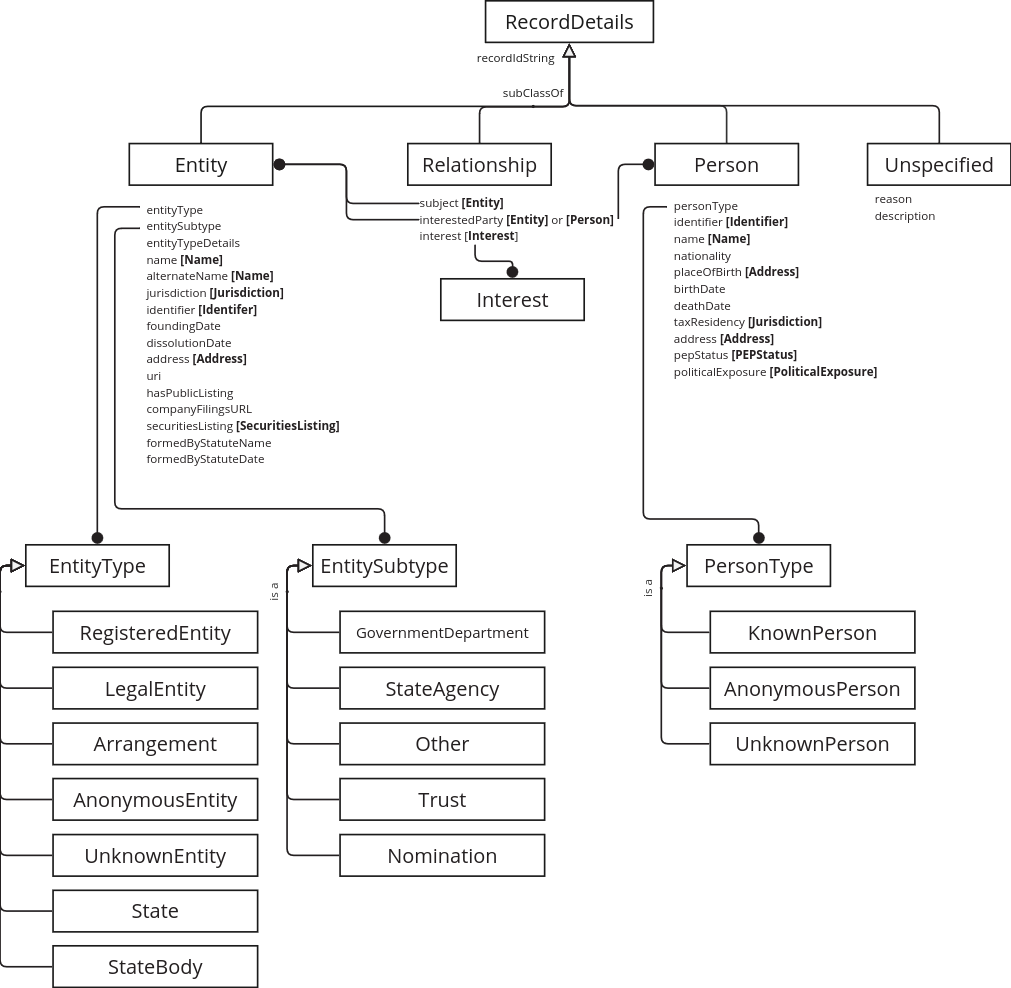 RecordDetails
recordIdString
subClassOf
Entity
Relationship
Person
Unspecified
entityType
entitySubtype
entityTypeDetails
name [Name]
alternateName [Name]
jurisdiction [Jurisdiction]
identifier [Identifer]
foundingDate
dissolutionDate
address [Address]
uri
hasPublicListing
companyFilingsURL
securitiesListing [SecuritiesListing]
formedByStatuteName
formedByStatuteDate
subject [Entity]
interestedParty [Entity] or [Person]
interest [Interest]
Interest
personType
identifier [Identifier]
name [Name]
nationality
placeOfBirth [Address]
birthDate
deathDate
taxResidency [Jurisdiction]
address [Address]
pepStatus [PEPStatus]
politicalExposure [PoliticalExposure]
reason
description
EntityType
RegisteredEntity
LegalEntity
Arrangement
AnonymousEntity
UnknownEntity
State
StateBody
is a
EntitySubtype
GovernmentDepartment
StateAgency
Other
Trust
Nomination
is a
PersonType
KnownPerson
AnonymousPerson
UnknownPerson